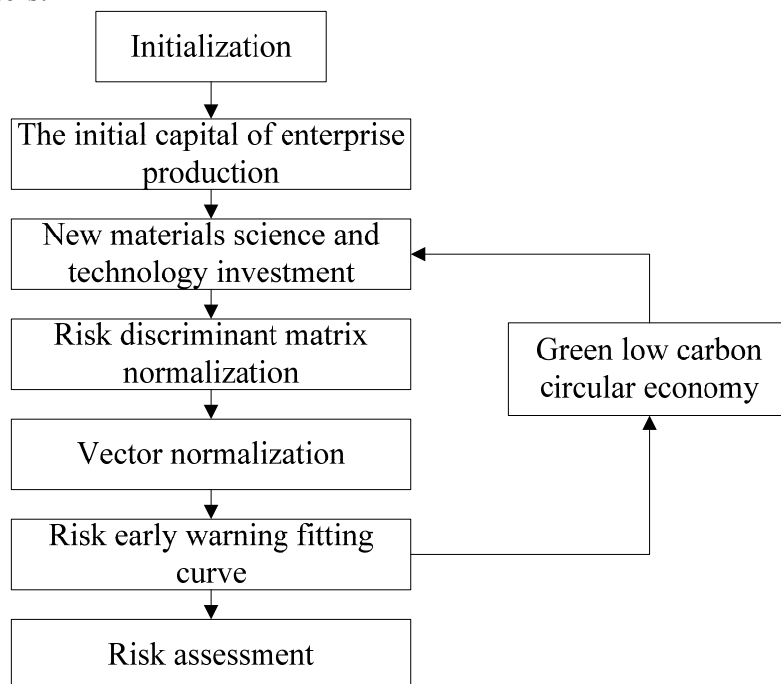 Initialization
The initial capital of enterprise
production
New materials science and
technology investment
Risk discriminant matrix
normalization
Green low carbon
circular economy
Vector normalization
Risk early warning fitting
curve
Risk assessment